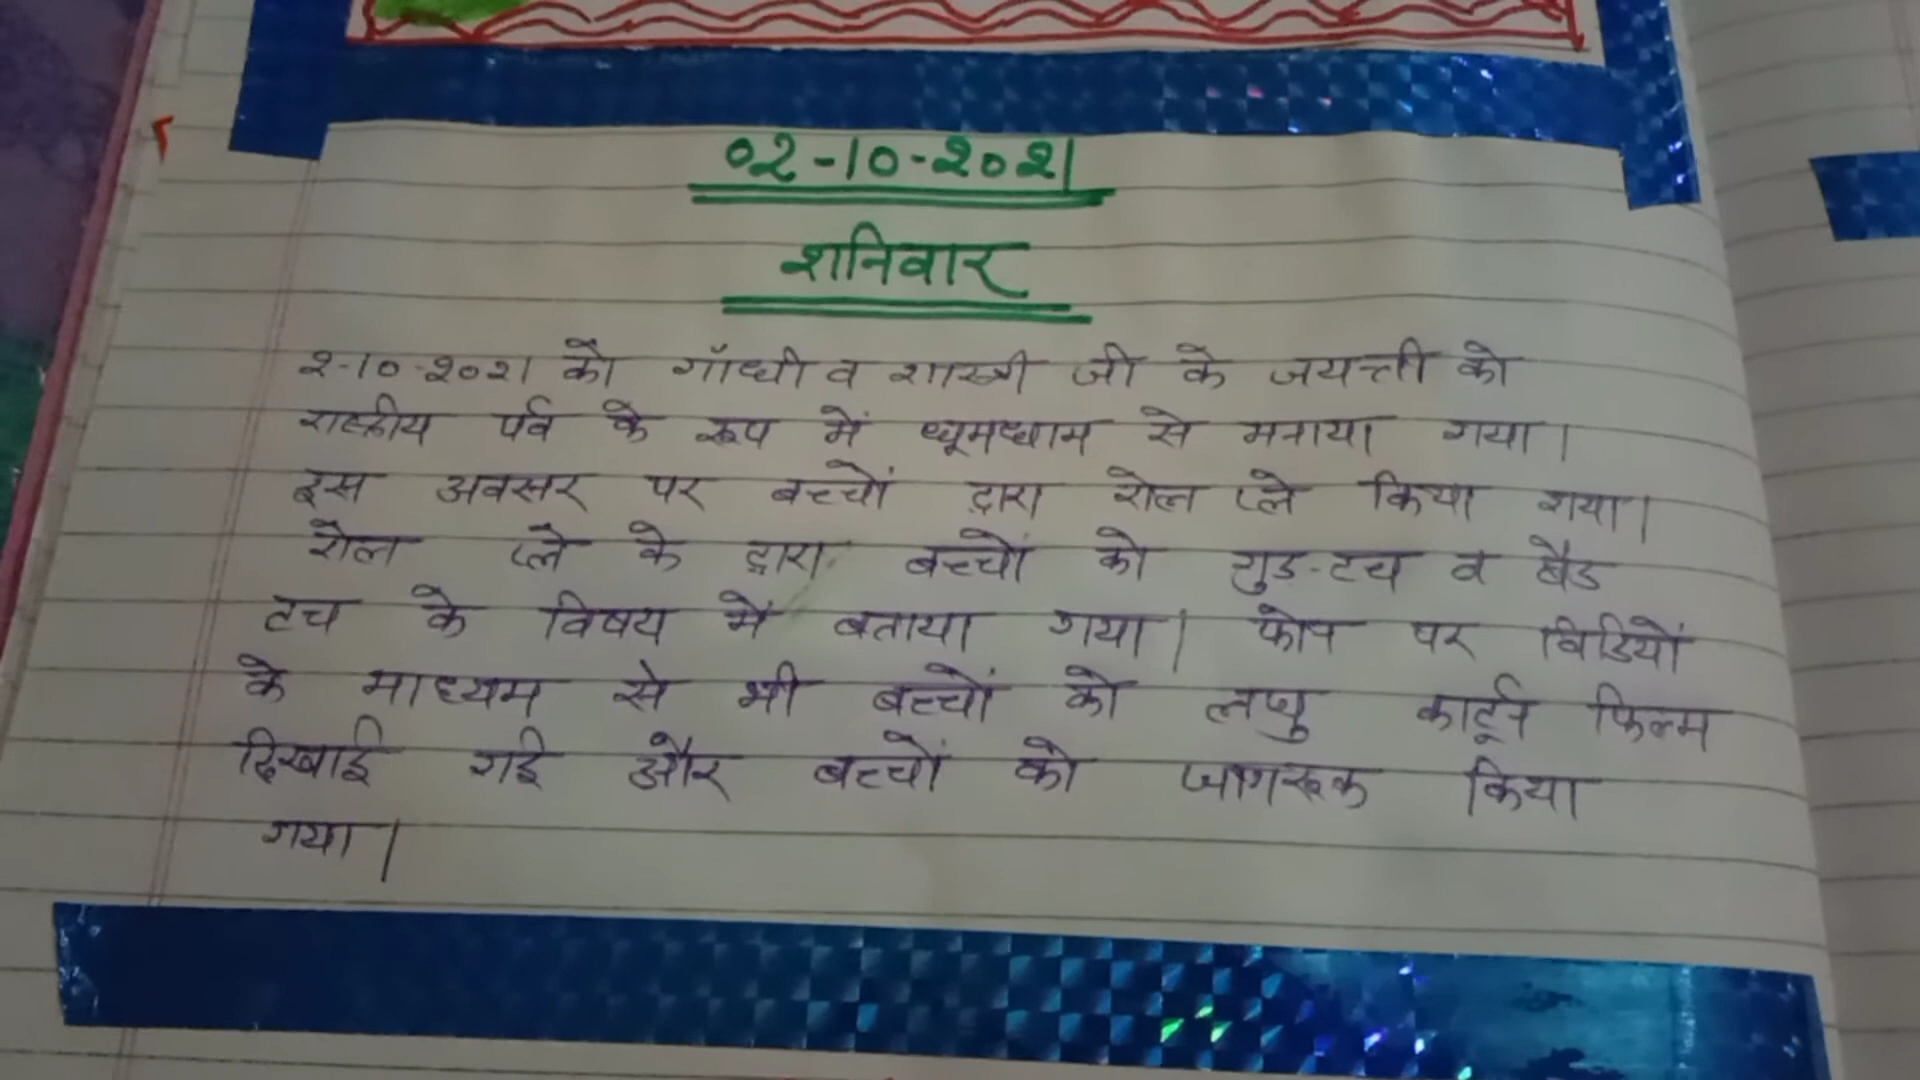 ०२-१०-२०२१
शनिवार
२-१०-२०२१ को गाँधी व शास्त्री जी के जयन्ती को
राष्ट्रीय पर्व के रूप में धूमधाम से मनाया गया।
इस अवसर पर बच्चों द्वारा रोल प्ले किया गया।
रोल प्ले के द्वारा बच्चों को गुड-टच व बैड
टच के विषय में बताया गया। फोन पर विडियों
के माध्यम से भी बच्चों को लघु कार्टून फिल्म
दिखाई गई और बच्चों को जागरूक किया
गया।